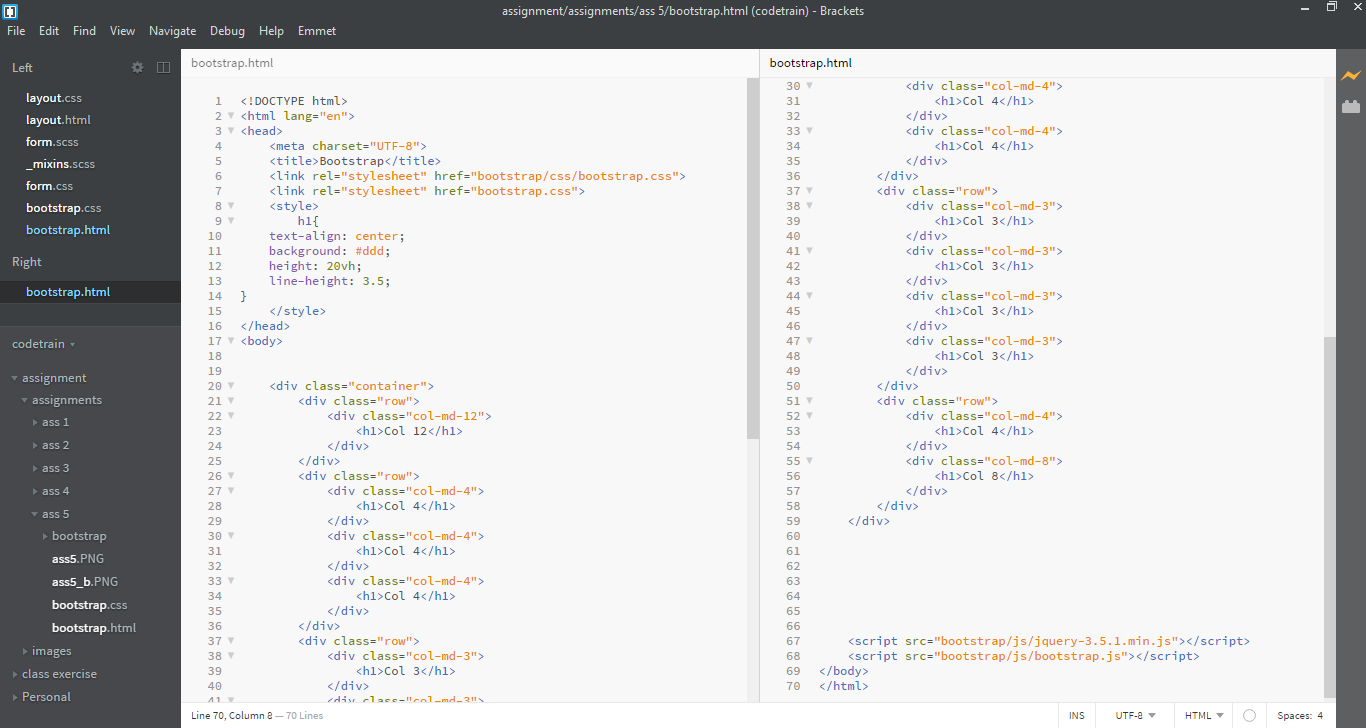 assignment/assignments/ass 5/bootstrap.html (codetrain) - Brackets
File Edit Find View Navigate Debug Help Emmet
Left
layout.css
layout.html
form.scss
_mixins.scss
form.css
bootstrap.css
bootstrap.html
Right
bootstrap.html
codetrain
assignment
assignments
ass 1
ass 2
ass 3
ass 4
ass 5
bootstrap
ass5.PNG
ass5_b.PNG
bootstrap.css
bootstrap.html
images
class exercise
Personal
bootstrap.html
1 <!DOCTYPE html>
2 <html lang="en">
3 <head>
4     <meta charset="UTF-8">
5     <title>Bootstrap</title>
6     <link rel="stylesheet" href="bootstrap/css/bootstrap.css">
7     <link rel="stylesheet" href="bootstrap.css">
8     <style>
9         h1{
10     text-align: center;
11     background: #ddd;
12     height: 20vh;
13     line-height: 3.5;
14 }
15     </style>
16 </head>
17 <body>
18
19
20     <div class="container">
21         <div class="row">
22             <div class="col-md-12">
23                 <h1>Col 12</h1>
24             </div>
25         </div>
26         <div class="row">
27             <div class="col-md-4">
28                 <h1>Col 4</h1>
29             </div>
30             <div class="col-md-4">
31                 <h1>Col 4</h1>
32             </div>
33             <div class="col-md-4">
34                 <h1>Col 4</h1>
35             </div>
36         </div>
37         <div class="row">
38             <div class="col-md-3">
39                 <h1>Col 3</h1>
40             </div>
41             <div class="col-md-3">
bootstrap.html
30             <div class="col-md-4">
31                 <h1>Col 4</h1>
32             </div>
33             <div class="col-md-4">
34                 <h1>Col 4</h1>
35             </div>
36         </div>
37         <div class="row">
38             <div class="col-md-3">
39                 <h1>Col 3</h1>
40             </div>
41             <div class="col-md-3">
42                 <h1>Col 3</h1>
43             </div>
44             <div class="col-md-3">
45                 <h1>Col 3</h1>
46             </div>
47             <div class="col-md-3">
48                 <h1>Col 3</h1>
49             </div>
50         </div>
51         <div class="row">
52             <div class="col-md-4">
53                 <h1>Col 4</h1>
54             </div>
55             <div class="col-md-8">
56                 <h1>Col 8</h1>
57             </div>
58         </div>
59     </div>
60
61
62
63
64
65
66
67     <script src="bootstrap/js/jquery-3.5.1.min.js"></script>
68     <script src="bootstrap/js/bootstrap.js"></script>
69 </body>
70 </html>
Line 70, Column 8 — 70 Lines
INS UTF-8 HTML Spaces: 4